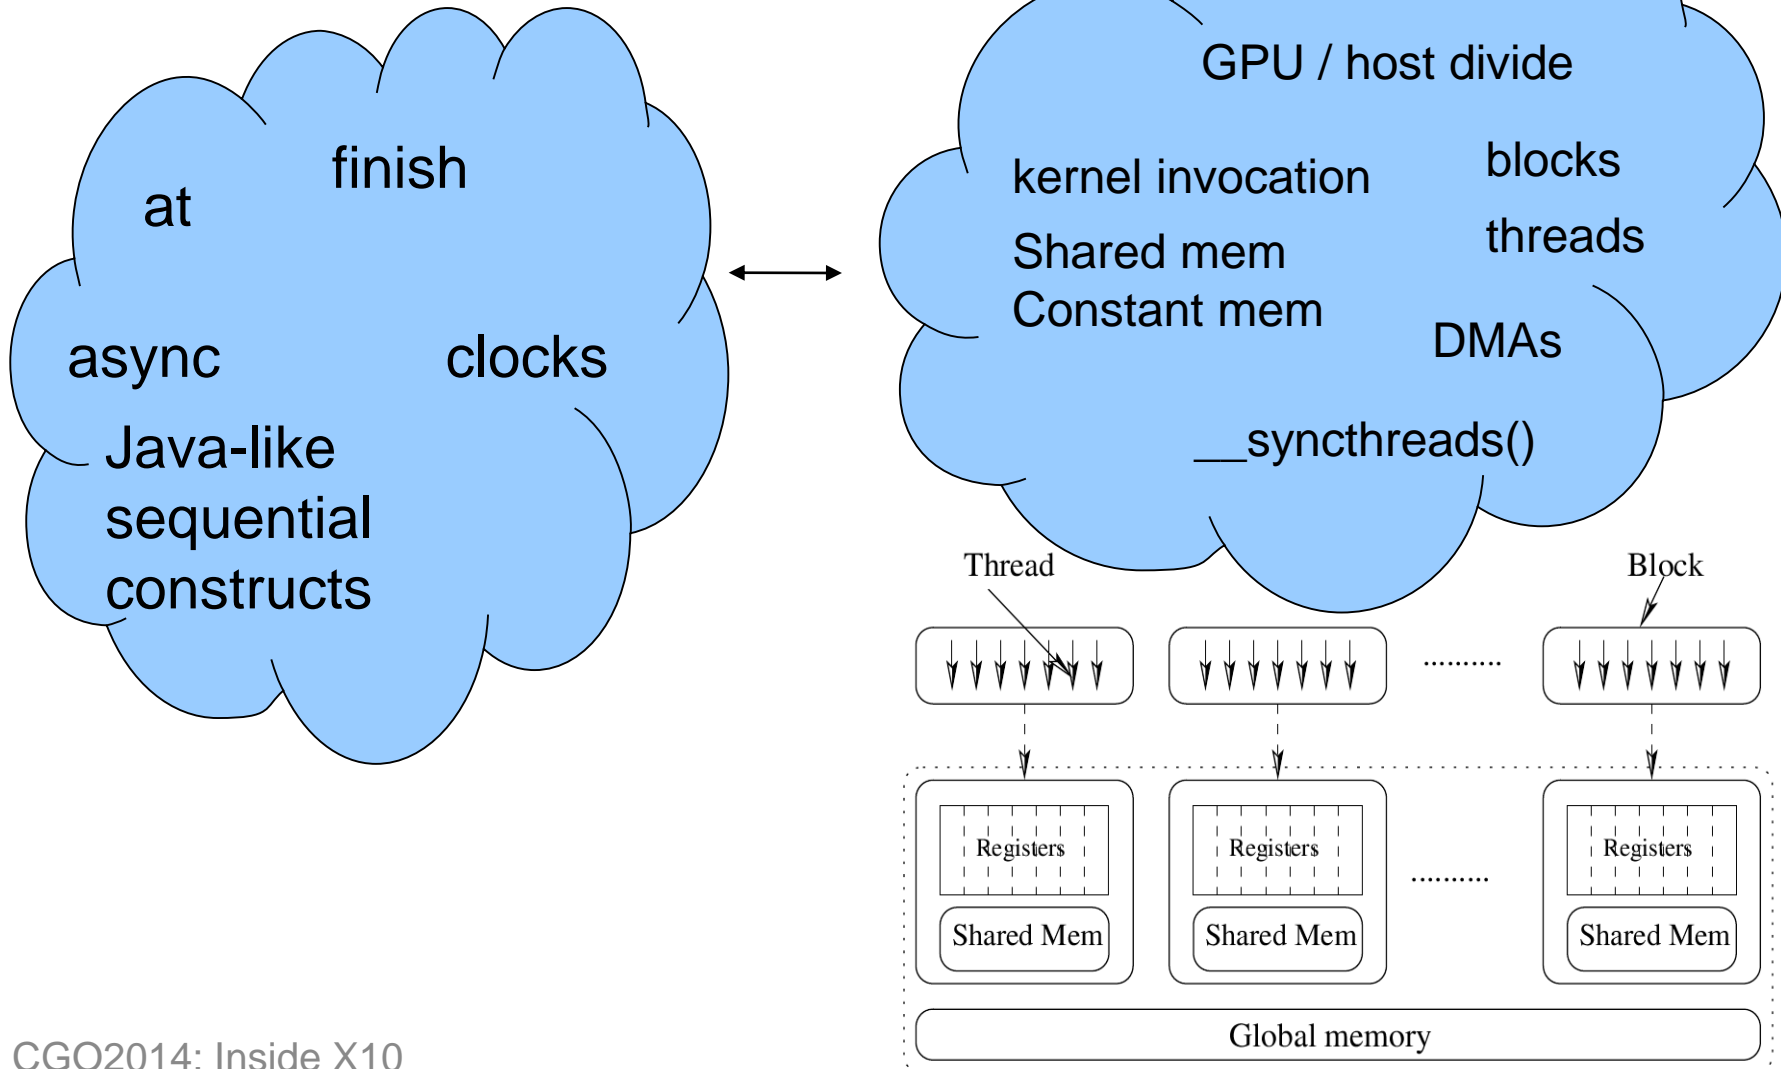 finish
at
async
clocks
Java-like
sequential
constructs
GPU / host divide
kernel invocation
blocks
Shared mem
threads
Constant mem
DMAs
__syncthreads()
Thread
Block
..........
Registers
Registers
..........
Registers
Shared Mem
Shared Mem
Shared Mem
Global memory
CGO2014: Inside X10